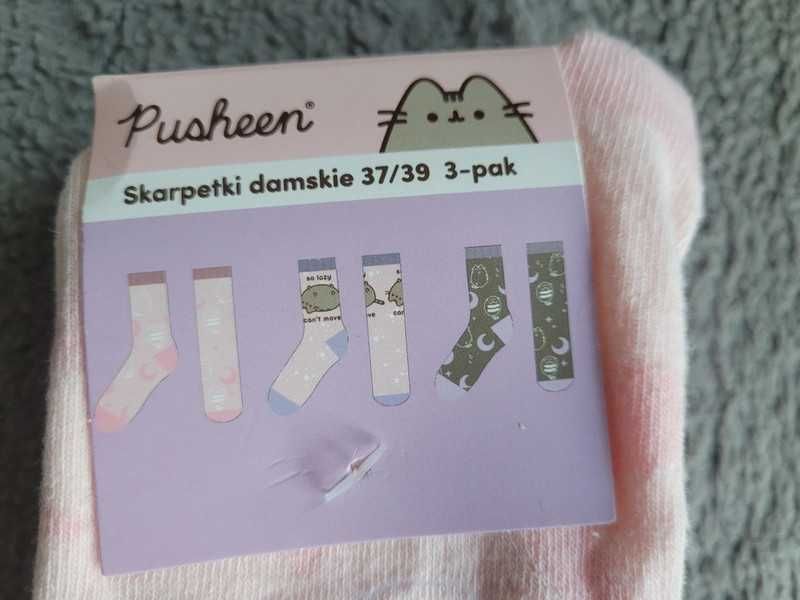 Pusheen®
Skarpetki damskie 37/39 3-pak
so lazy
can't move